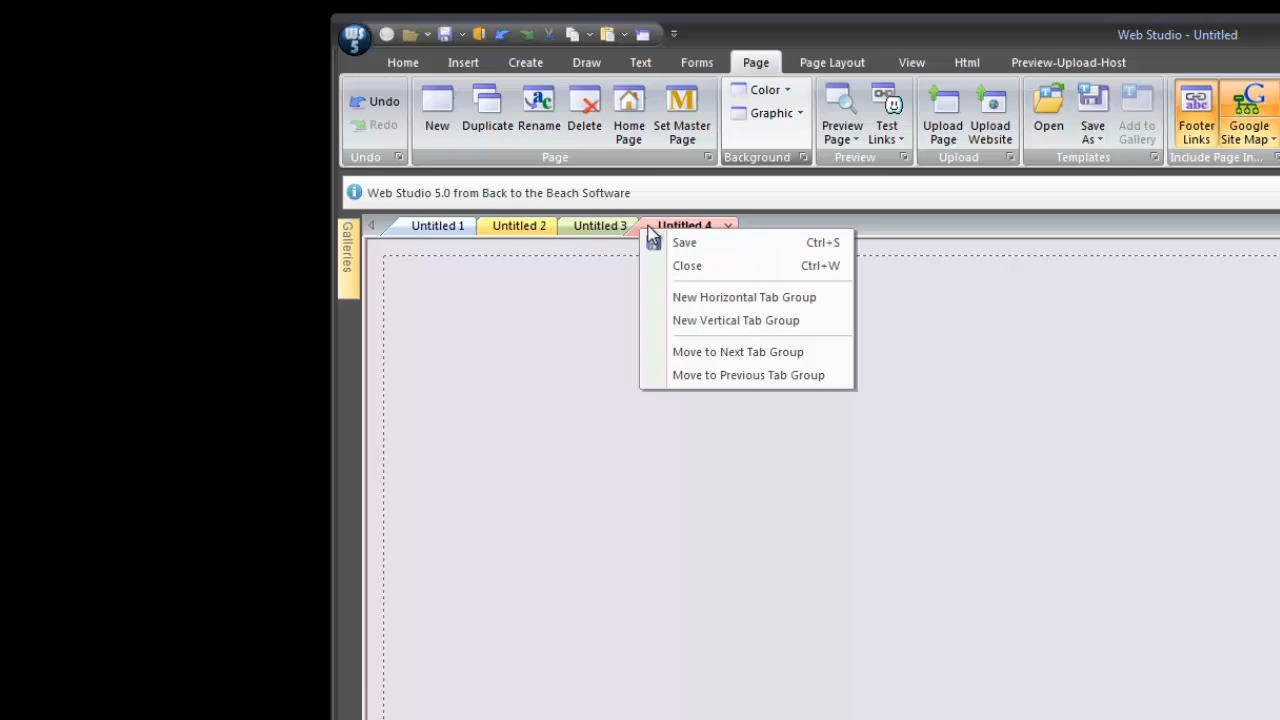 WS 5
Web Studio - Untitled
Home Insert Create Draw Text Forms Page Page Layout View Html Preview-Upload-Host
Undo
Redo
Undo
New
Duplicate
Rename
Delete
Home Page
Set Master Page
Page
Color
Graphic
Background
Preview Page
Test Links
Preview
Upload Page
Upload Website
Upload
Open
Save As
Add to Gallery
Templates
Footer Links
Google Site Map
Include Page In...
Web Studio 5.0 from Back to the Beach Software
Untitled 1 Untitled 2 Untitled 3 Untitled 4
Galleries
Save Ctrl+S
Close Ctrl+W
New Horizontal Tab Group
New Vertical Tab Group
Move to Next Tab Group
Move to Previous Tab Group